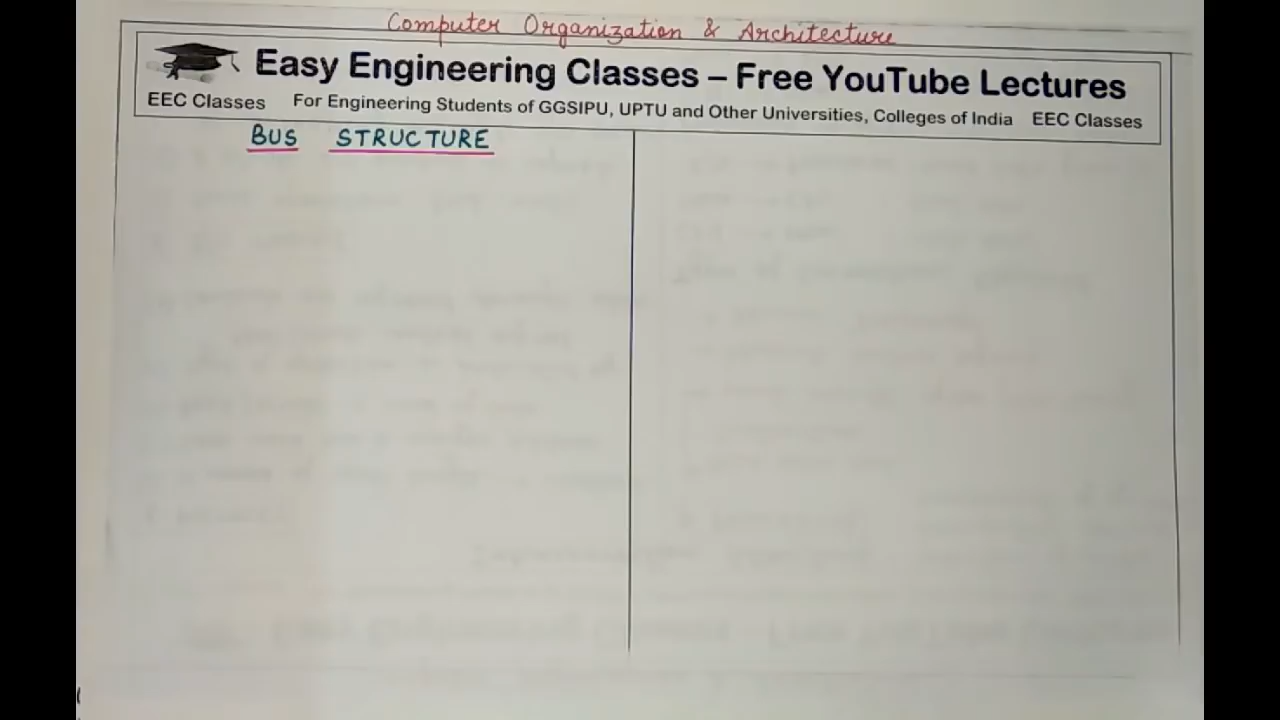 Computer Organization & Architecture
Easy Engineering Classes – Free YouTube Lectures
EEC Classes For Engineering Students of GGSIPU, UPTU and Other Universities, Colleges of India EEC Classes
BUS STRUCTURE